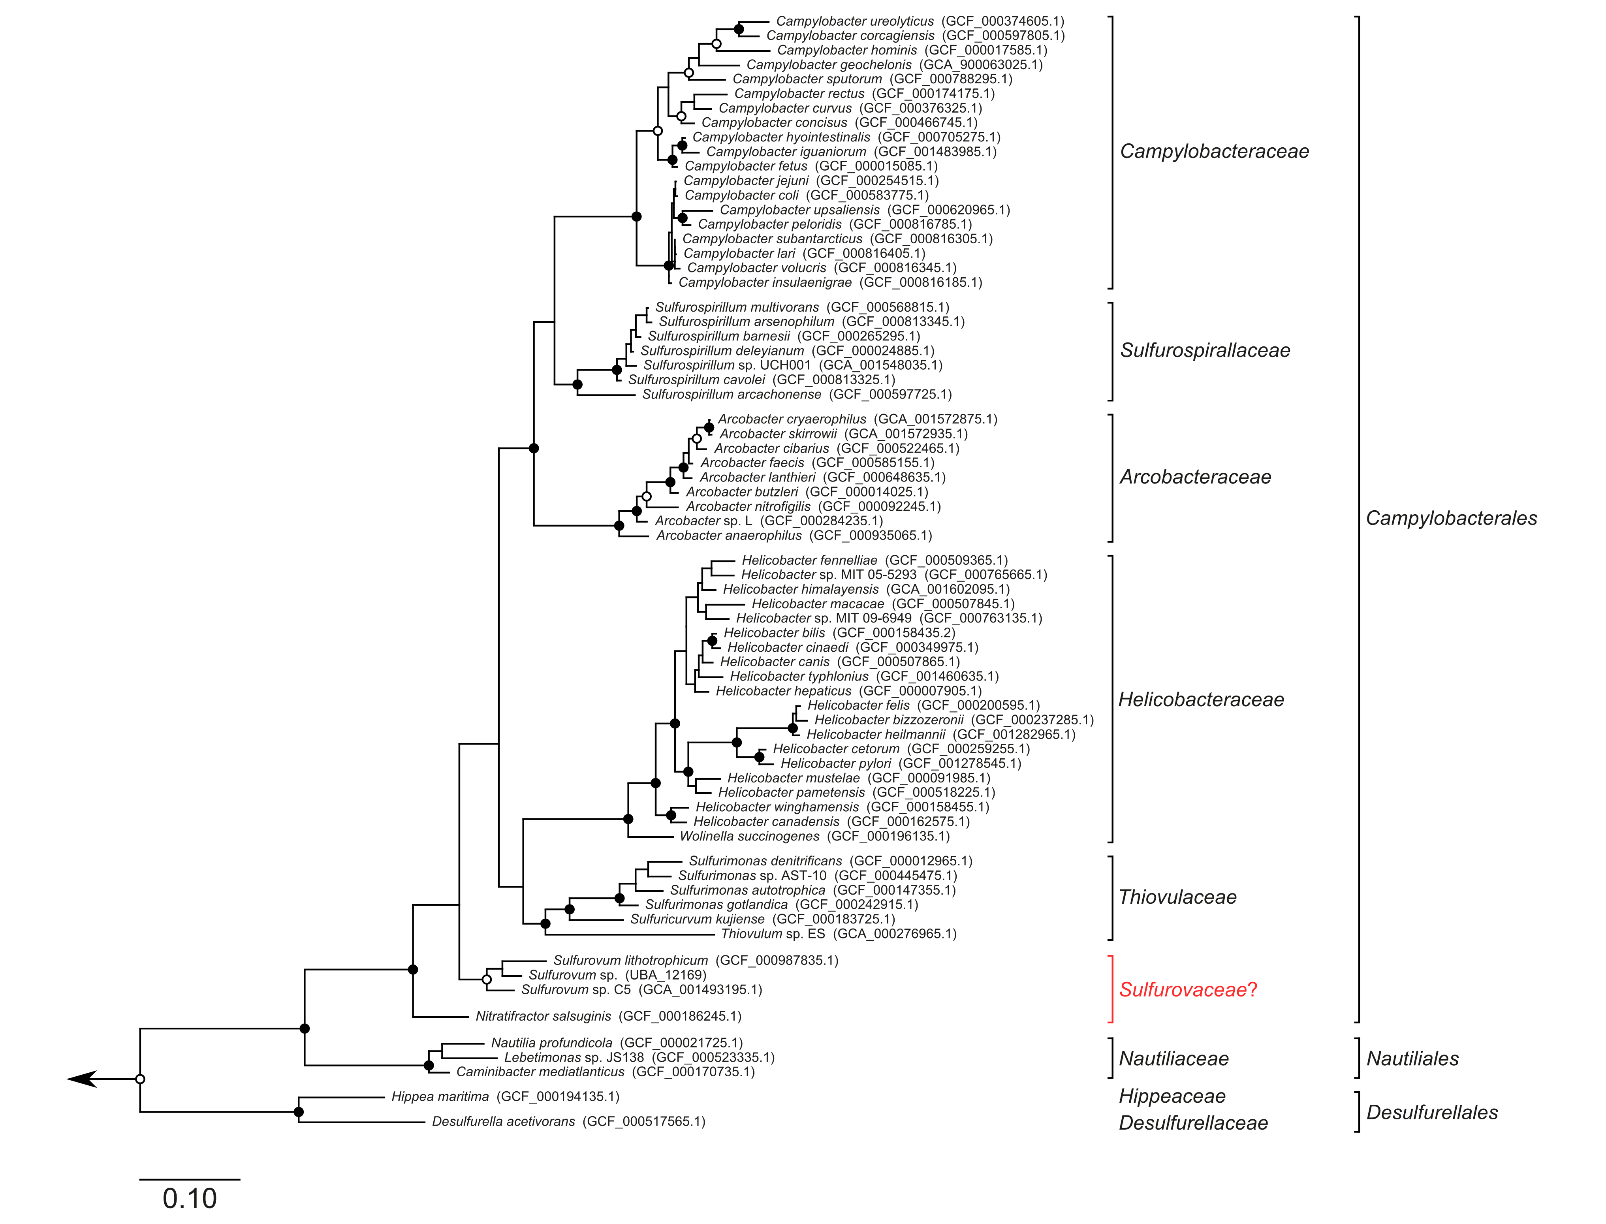 Campylobacter ureolyticus (GCF_000374605.1)
Campylobacter corcagiensis (GCF_000597805.1)
Campylobacter hominis (GCF_000017585.1)
Campylobacter geochelonis (GCA_900063025.1)
Campylobacter sputorum (GCF_000788295.1)
Campylobacter rectus (GCF_000174175.1)
Campylobacter curvus (GCF_000376325.1)
Campylobacter concisus (GCF_000466745.1)
Campylobacter hyointestinalis (GCF_000705275.1)
Campylobacter iguaniorum (GCF_001483985.1)
Campylobacter fetus (GCF_000015085.1)
Campylobacter jejuni (GCF_000254515.1)
Campylobacter coli (GCF_000583775.1)
Campylobacter upsaliensis (GCF_000620965.1)
Campylobacter peloridis (GCF_000816785.1)
Campylobacter subantarcticus (GCF_000816305.1)
Campylobacter lari (GCF_000816405.1)
Campylobacter volucris (GCF_000816345.1)
Campylobacter insulaenigrae (GCF_000816185.1)
Campylobacteraceae
Sulfurospirillum multivorans (GCF_000568815.1)
Sulfurospirillum arsenophilum (GCF_000813345.1)
Sulfurospirillum barnesii (GCF_000265295.1)
Sulfurospirillum deleyianum (GCF_000024885.1)
Sulfurospirillum sp. UCH001 (GCA_001548035.1)
Sulfurospirillum cavolei (GCF_000813325.1)
Sulfurospirillum arcachonense (GCF_000597725.1)
Sulfurospirallaceae
Arcobacter cryaerophilus (GCA_001572875.1)
Arcobacter skirrowii (GCA_001572935.1)
Arcobacter cibarius (GCF_000522465.1)
Arcobacter faecis (GCF_000585155.1)
Arcobacter lanthieri (GCF_000648635.1)
Arcobacter butzleri (GCF_000014025.1)
Arcobacter nitrofigilis (GCF_000092245.1)
Arcobacter sp. L (GCF_000284235.1)
Arcobacter anaerophilus (GCF_000935065.1)
Arcobacteraceae
Campylobacterales
Helicobacter fennelliae (GCF_000509365.1)
Helicobacter sp. MIT 05-5293 (GCF_000765665.1)
Helicobacter himalayensis (GCA_001602095.1)
Helicobacter macacae (GCF_000507845.1)
Helicobacter sp. MIT 09-6949 (GCF_000763135.1)
Helicobacter bilis (GCF_000158435.2)
Helicobacter cinaedi (GCF_000349975.1)
Helicobacter canis (GCF_000507865.1)
Helicobacter typhlonius (GCF_001460635.1)
Helicobacter hepaticus (GCF_000007905.1)
Helicobacter felis (GCF_000200595.1)
Helicobacter bizzozeronii (GCF_000237285.1)
Helicobacter heilmannii (GCF_001282965.1)
Helicobacter cetorum (GCF_000259255.1)
Helicobacter pylori (GCF_001278545.1)
Helicobacter mustelae (GCF_000091985.1)
Helicobacter pametensis (GCF_000518225.1)
Helicobacter winghamensis (GCF_000158455.1)
Helicobacter canadensis (GCF_000162575.1)
Wolinella succinogenes (GCF_000196135.1)
Helicobacteraceae
Sulfurimonas denitrificans (GCF_000012965.1)
Sulfurimonas sp. AST-10 (GCF_000445475.1)
Sulfurimonas autotrophica (GCF_000147355.1)
Sulfurimonas gotlandica (GCF_000242915.1)
Sulfuricurvum kujiense (GCF_000183725.1)
Thiovulum sp. ES (GCA_000276965.1)
Thiovulaceae
Sulfurovum lithotrophicum (GCF_000987835.1)
Sulfurovum sp. (UBA_12169)
Sulfurovum sp. C5 (GCA_001493195.1)
Nitratifractor salsuginis (GCF_000186245.1)
Sulfurovaceae?
Nautilia profundicola (GCF_000021725.1)
Lebetimonas sp. JS138 (GCF_000523335.1)
Caminibacter mediatlanticus (GCF_000170735.1)
Nautiliaceae
Nautiliales
Hippea maritima (GCF_000194135.1)
Desulfurella acetivorans (GCF_000517565.1)
Hippeaceae
Desulfurellaceae
Desulfurellales
0.10